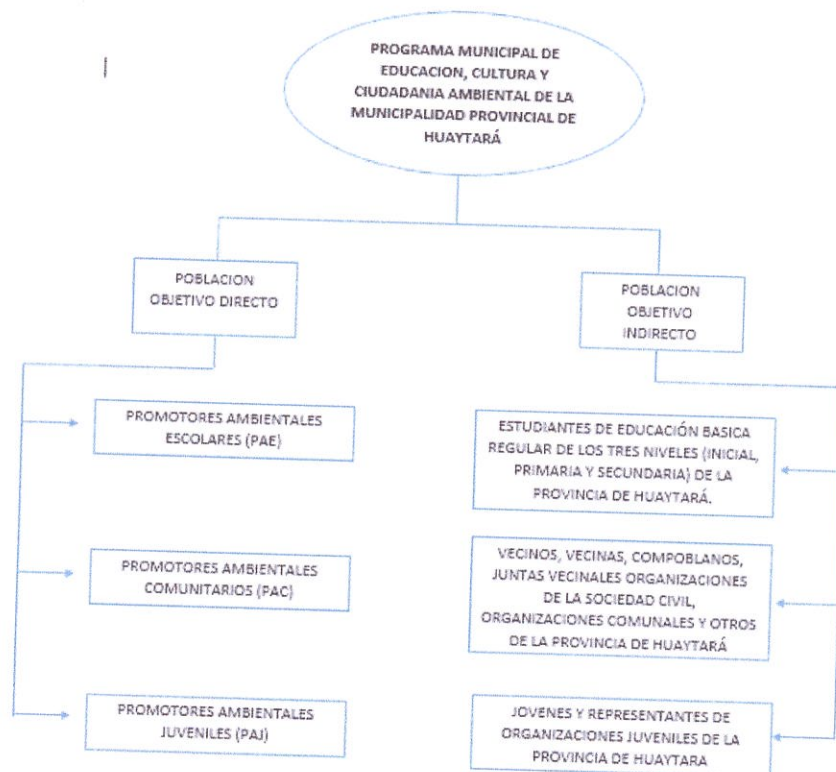 PROGRAMA MUNICIPAL DE
EDUCACION, CULTURA Y
CIUDADANIA AMBIENTAL DE LA
MUNICIPALIDAD PROVINCIAL DE
HUAYTARÁ
POBLACION
OBJETIVO DIRECTO
POBLACION
OBJETIVO
INDIRECTO
PROMOTORES AMBIENTALES
ESCOLARES (PAE)
ESTUDIANTES DE EDUCACIÓN BASICA
REGULAR DE LOS TRES NIVELES (INICIAL,
PRIMARIA Y SECUNDARIA) DE LA
PROVINCIA DE HUAYTARÁ.
PROMOTORES AMBIENTALES
COMUNITARIOS (PAC)
VECINOS, VECINAS, COMPOBLANOS,
JUNTAS VECINALES ORGANIZACIONES
DE LA SOCIEDAD CIVIL,
ORGANIZACIONES COMUNALES Y OTROS
DE LA PROVINCIA DE HUAYTARÁ
PROMOTORES AMBIENTALES
JUVENILES (PAJ)
JOVENES Y REPRESENTANTES DE
ORGANIZACIONES JUVENILES DE LA
PROVINCIA DE HUAYTARA